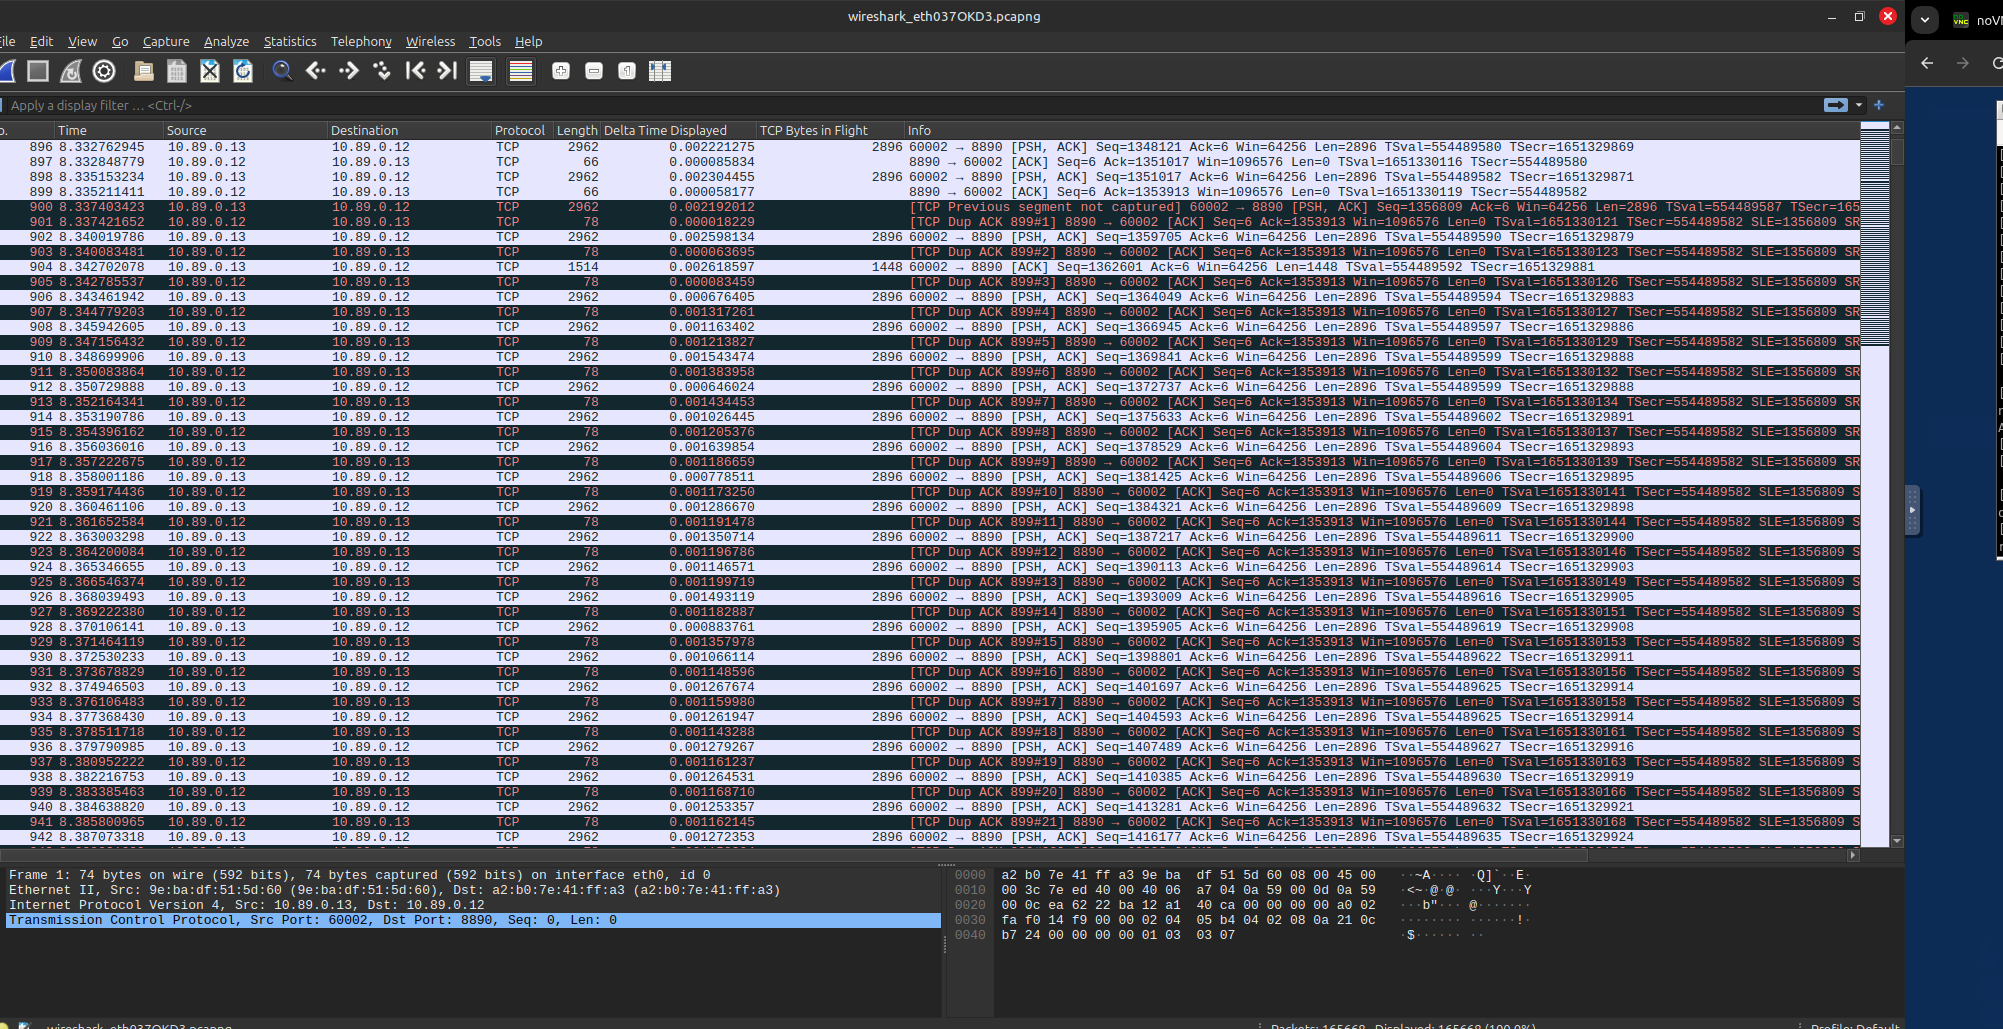 wireshark_eth037OKD3.pcapng
noV
Edit View Go Capture Analyze Statistics Telephony Wireless Tools Help
Apply a display filter … <Ctrl-/>
Time Source Destination Protocol Length Delta Time Displayed TCP Bytes in Flight Info
896 8.332762945 10.89.0.13 10.89.0.12 TCP 2962 0.002221275 2896 60002 → 8890 [PSH, ACK] Seq=1348121 Ack=6 Win=64256 Len=2896 TSval=554489580 TSecr=1651329869
897 8.332848779 10.89.0.12 10.89.0.13 TCP 66 0.000085834 8890 → 60002 [ACK] Seq=6 Ack=1351017 Win=1096576 Len=0 TSval=1651330116 TSecr=554489580
898 8.335153234 10.89.0.13 10.89.0.12 TCP 2962 0.002304455 2896 60002 → 8890 [PSH, ACK] Seq=1351017 Ack=6 Win=64256 Len=2896 TSval=554489582 TSecr=1651329871
899 8.335211411 10.89.0.12 10.89.0.13 TCP 66 0.000058177 8890 → 60002 [ACK] Seq=6 Ack=1353913 Win=1096576 Len=0 TSval=1651330119 TSecr=554489582
900 8.337403423 10.89.0.13 10.89.0.12 TCP 2962 0.002192012 [TCP Previous segment not captured] 60002 → 8890 [PSH, ACK] Seq=1356809 Ack=6 Win=64256 Len=2896 TSval=554489587 TSecr=165
901 8.337421652 10.89.0.12 10.89.0.13 TCP 78 0.000018229 [TCP Dup ACK 899#1] 8890 → 60002 [ACK] Seq=6 Ack=1353913 Win=1096576 Len=0 TSval=1651330121 TSecr=554489582 SLE=1356809 SR
902 8.340019786 10.89.0.13 10.89.0.12 TCP 2962 0.002598134 2896 60002 → 8890 [PSH, ACK] Seq=1359705 Ack=6 Win=64256 Len=2896 TSval=554489590 TSecr=1651329879
903 8.340083481 10.89.0.12 10.89.0.13 TCP 78 0.000063695 [TCP Dup ACK 899#2] 8890 → 60002 [ACK] Seq=6 Ack=1353913 Win=1096576 Len=0 TSval=1651330123 TSecr=554489582 SLE=1356809 SR
904 8.342702078 10.89.0.13 10.89.0.12 TCP 1514 0.002618597 1448 60002 → 8890 [ACK] Seq=1362601 Ack=6 Win=64256 Len=1448 TSval=554489592 TSecr=1651329881
905 8.342785537 10.89.0.12 10.89.0.13 TCP 78 0.000083459 [TCP Dup ACK 899#3] 8890 → 60002 [ACK] Seq=6 Ack=1353913 Win=1096576 Len=0 TSval=1651330126 TSecr=554489582 SLE=1356809 SR
906 8.343461942 10.89.0.13 10.89.0.12 TCP 2962 0.000676405 2896 60002 → 8890 [PSH, ACK] Seq=1364049 Ack=6 Win=64256 Len=2896 TSval=554489594 TSecr=1651329883
907 8.344779203 10.89.0.12 10.89.0.13 TCP 78 0.001317261 [TCP Dup ACK 899#4] 8890 → 60002 [ACK] Seq=6 Ack=1353913 Win=1096576 Len=0 TSval=1651330127 TSecr=554489582 SLE=1356809 SR
908 8.345942605 10.89.0.13 10.89.0.12 TCP 2962 0.001163402 2896 60002 → 8890 [PSH, ACK] Seq=1366945 Ack=6 Win=64256 Len=2896 TSval=554489597 TSecr=1651329886
909 8.347156432 10.89.0.12 10.89.0.13 TCP 78 0.001213827 [TCP Dup ACK 899#5] 8890 → 60002 [ACK] Seq=6 Ack=1353913 Win=1096576 Len=0 TSval=1651330129 TSecr=554489582 SLE=1356809 SR
910 8.348699906 10.89.0.13 10.89.0.12 TCP 2962 0.001543474 2896 60002 → 8890 [PSH, ACK] Seq=1369841 Ack=6 Win=64256 Len=2896 TSval=554489599 TSecr=1651329888
911 8.350083864 10.89.0.12 10.89.0.13 TCP 78 0.001383958 [TCP Dup ACK 899#6] 8890 → 60002 [ACK] Seq=6 Ack=1353913 Win=1096576 Len=0 TSval=1651330132 TSecr=554489582 SLE=1356809 SR
912 8.350729888 10.89.0.13 10.89.0.12 TCP 2962 0.000646024 2896 60002 → 8890 [PSH, ACK] Seq=1372737 Ack=6 Win=64256 Len=2896 TSval=554489599 TSecr=1651329888
913 8.352164341 10.89.0.12 10.89.0.13 TCP 78 0.001434453 [TCP Dup ACK 899#7] 8890 → 60002 [ACK] Seq=6 Ack=1353913 Win=1096576 Len=0 TSval=1651330134 TSecr=554489582 SLE=1356809 SR
914 8.353190786 10.89.0.13 10.89.0.12 TCP 2962 0.001026445 2896 60002 → 8890 [PSH, ACK] Seq=1375633 Ack=6 Win=64256 Len=2896 TSval=554489602 TSecr=1651329891
915 8.354396162 10.89.0.12 10.89.0.13 TCP 78 0.001205376 [TCP Dup ACK 899#8] 8890 → 60002 [ACK] Seq=6 Ack=1353913 Win=1096576 Len=0 TSval=1651330137 TSecr=554489582 SLE=1356809 SR
916 8.356036016 10.89.0.13 10.89.0.12 TCP 2962 0.001639854 2896 60002 → 8890 [PSH, ACK] Seq=1378529 Ack=6 Win=64256 Len=2896 TSval=554489604 TSecr=1651329893
917 8.357222675 10.89.0.12 10.89.0.13 TCP 78 0.001186659 [TCP Dup ACK 899#9] 8890 → 60002 [ACK] Seq=6 Ack=1353913 Win=1096576 Len=0 TSval=1651330139 TSecr=554489582 SLE=1356809 SR
918 8.358001186 10.89.0.13 10.89.0.12 TCP 2962 0.000778511 2896 60002 → 8890 [PSH, ACK] Seq=1381425 Ack=6 Win=64256 Len=2896 TSval=554489606 TSecr=1651329895
919 8.359174436 10.89.0.12 10.89.0.13 TCP 78 0.001173250 [TCP Dup ACK 899#10] 8890 → 60002 [ACK] Seq=6 Ack=1353913 Win=1096576 Len=0 TSval=1651330141 TSecr=554489582 SLE=1356809 S
920 8.360461106 10.89.0.13 10.89.0.12 TCP 2962 0.001286670 2896 60002 → 8890 [PSH, ACK] Seq=1384321 Ack=6 Win=64256 Len=2896 TSval=554489609 TSecr=1651329898
921 8.361652584 10.89.0.12 10.89.0.13 TCP 78 0.001191478 [TCP Dup ACK 899#11] 8890 → 60002 [ACK] Seq=6 Ack=1353913 Win=1096576 Len=0 TSval=1651330144 TSecr=554489582 SLE=1356809 S
922 8.363003298 10.89.0.13 10.89.0.12 TCP 2962 0.001350714 2896 60002 → 8890 [PSH, ACK] Seq=1387217 Ack=6 Win=64256 Len=2896 TSval=554489611 TSecr=1651329900
923 8.364200084 10.89.0.12 10.89.0.13 TCP 78 0.001196786 [TCP Dup ACK 899#12] 8890 → 60002 [ACK] Seq=6 Ack=1353913 Win=1096576 Len=0 TSval=1651330146 TSecr=554489582 SLE=1356809 S
924 8.365346655 10.89.0.13 10.89.0.12 TCP 2962 0.001146571 2896 60002 → 8890 [PSH, ACK] Seq=1390113 Ack=6 Win=64256 Len=2896 TSval=554489614 TSecr=1651329903
925 8.366546374 10.89.0.12 10.89.0.13 TCP 78 0.001199719 [TCP Dup ACK 899#13] 8890 → 60002 [ACK] Seq=6 Ack=1353913 Win=1096576 Len=0 TSval=1651330149 TSecr=554489582 SLE=1356809 S
926 8.368039493 10.89.0.13 10.89.0.12 TCP 2962 0.001493119 2896 60002 → 8890 [PSH, ACK] Seq=1393009 Ack=6 Win=64256 Len=2896 TSval=554489616 TSecr=1651329905
927 8.369222380 10.89.0.12 10.89.0.13 TCP 78 0.001182887 [TCP Dup ACK 899#14] 8890 → 60002 [ACK] Seq=6 Ack=1353913 Win=1096576 Len=0 TSval=1651330151 TSecr=554489582 SLE=1356809 S
928 8.370106141 10.89.0.13 10.89.0.12 TCP 2962 0.000883761 2896 60002 → 8890 [PSH, ACK] Seq=1395905 Ack=6 Win=64256 Len=2896 TSval=554489619 TSecr=1651329908
929 8.371464119 10.89.0.12 10.89.0.13 TCP 78 0.001357978 [TCP Dup ACK 899#15] 8890 → 60002 [ACK] Seq=6 Ack=1353913 Win=1096576 Len=0 TSval=1651330153 TSecr=554489582 SLE=1356809 S
930 8.372530233 10.89.0.13 10.89.0.12 TCP 2962 0.001066114 2896 60002 → 8890 [PSH, ACK] Seq=1398801 Ack=6 Win=64256 Len=2896 TSval=554489622 TSecr=1651329911
931 8.373678829 10.89.0.12 10.89.0.13 TCP 78 0.001148596 [TCP Dup ACK 899#16] 8890 → 60002 [ACK] Seq=6 Ack=1353913 Win=1096576 Len=0 TSval=1651330156 TSecr=554489582 SLE=1356809 S
932 8.374946503 10.89.0.13 10.89.0.12 TCP 2962 0.001267674 2896 60002 → 8890 [PSH, ACK] Seq=1401697 Ack=6 Win=64256 Len=2896 TSval=554489625 TSecr=1651329914
933 8.376106483 10.89.0.12 10.89.0.13 TCP 78 0.001159980 [TCP Dup ACK 899#17] 8890 → 60002 [ACK] Seq=6 Ack=1353913 Win=1096576 Len=0 TSval=1651330158 TSecr=554489582 SLE=1356809 S
934 8.377368430 10.89.0.13 10.89.0.12 TCP 2962 0.001261947 2896 60002 → 8890 [PSH, ACK] Seq=1404593 Ack=6 Win=64256 Len=2896 TSval=554489625 TSecr=1651329914
935 8.378511718 10.89.0.12 10.89.0.13 TCP 78 0.001143288 [TCP Dup ACK 899#18] 8890 → 60002 [ACK] Seq=6 Ack=1353913 Win=1096576 Len=0 TSval=1651330161 TSecr=554489582 SLE=1356809 S
936 8.379790985 10.89.0.13 10.89.0.12 TCP 2962 0.001279267 2896 60002 → 8890 [PSH, ACK] Seq=1407489 Ack=6 Win=64256 Len=2896 TSval=554489627 TSecr=1651329916
937 8.380952222 10.89.0.12 10.89.0.13 TCP 78 0.001161237 [TCP Dup ACK 899#19] 8890 → 60002 [ACK] Seq=6 Ack=1353913 Win=1096576 Len=0 TSval=1651330163 TSecr=554489582 SLE=1356809 S
938 8.382216753 10.89.0.13 10.89.0.12 TCP 2962 0.001264531 2896 60002 → 8890 [PSH, ACK] Seq=1410385 Ack=6 Win=64256 Len=2896 TSval=554489630 TSecr=1651329919
939 8.383385463 10.89.0.12 10.89.0.13 TCP 78 0.001168710 [TCP Dup ACK 899#20] 8890 → 60002 [ACK] Seq=6 Ack=1353913 Win=1096576 Len=0 TSval=1651330166 TSecr=554489582 SLE=1356809 S
940 8.384638820 10.89.0.13 10.89.0.12 TCP 2962 0.001253357 2896 60002 → 8890 [PSH, ACK] Seq=1413281 Ack=6 Win=64256 Len=2896 TSval=554489632 TSecr=1651329921
941 8.385800965 10.89.0.12 10.89.0.13 TCP 78 0.001162145 [TCP Dup ACK 899#21] 8890 → 60002 [ACK] Seq=6 Ack=1353913 Win=1096576 Len=0 TSval=1651330168 TSecr=554489582 SLE=1356809 S
942 8.387073318 10.89.0.13 10.89.0.12 TCP 2962 0.001272353 2896 60002 → 8890 [PSH, ACK] Seq=1416177 Ack=6 Win=64256 Len=2896 TSval=554489635 TSecr=1651329924
Frame 1: 74 bytes on wire (592 bits), 74 bytes captured (592 bits) on interface eth0, id 0
Ethernet II, Src: 9e:ba:df:51:5d:60 (9e:ba:df:51:5d:60), Dst: a2:b0:7e:41:ff:a3 (a2:b0:7e:41:ff:a3)
Internet Protocol Version 4, Src: 10.89.0.13, Dst: 10.89.0.12
Transmission Control Protocol, Src Port: 60002, Dst Port: 8890, Seq: 0, Len: 0
0000 a2 b0 7e 41 ff a3 9e ba df 51 5d 60 08 00 45 00 ··~A···· ·Q]`··E·
0010 00 3c 7e ed 40 00 40 06 a7 04 0a 59 00 0d 0a 59 ·<~·@·@· ···Y···Y
0020 00 0c ea 62 22 ba 12 a1 40 ca 00 00 00 00 a0 02 ···b"··· @·······
0030 fa f0 14 f9 00 00 02 04 05 b4 04 02 08 0a 21 0c ········ ······!·
0040 b7 24 00 00 00 00 01 03 03 07 ·$······ ··
wireshark_eth037OKD3.pcapng
Packets: 165668 · Displayed: 165668 (100.0%)
Profile: Default